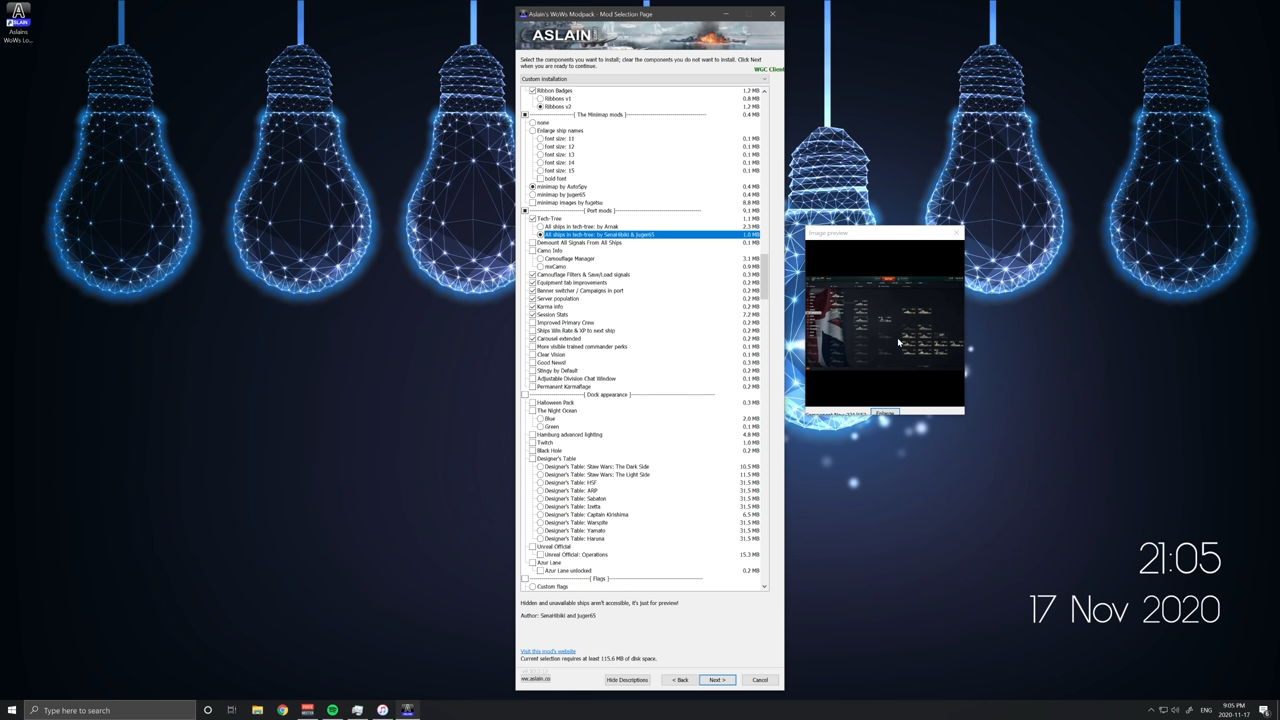 Aslains
WoWs Lo...
Aslain's WoWs Modpack - Mod Selection Page
ASLAIN
Select the components you want to install; clear the components you do not want to install. Click Next
when you are ready to continue.
WGC Client
Custom installation
Ribbon Badges 1.2 MB
Ribbons v1 0.8 MB
Ribbons v2 1.2 MB
----------------------[ The Minimap mods ]---------------------------------------- 0.4 MB
none
Enlarge ship names
font size: 11 0.1 MB
font size: 12 0.1 MB
font size: 13 0.1 MB
font size: 14 0.1 MB
font size: 15 0.1 MB
bold font
minimap by AutoSpy 0.4 MB
minimap by juger65 0.4 MB
minimap images by fugetsu 8.8 MB
---------------------------[ Port mods ]------------------------------------------ 9.1 MB
Tech-Tree 1.1 MB
All ships in tech-tree: by Arnak 2.3 MB
All ships in tech-tree: by SenaHibiki & juger65 1.0 MB
Demount All Signals From All Ships 0.1 MB
Camo Info
Camouflage Manager 3.1 MB
mxCamo 0.9 MB
Camouflage Filters & Save/Load signals 0.3 MB
Equipment tab improvements 0.2 MB
Banner switcher / Campaigns in port 0.2 MB
Server population 0.2 MB
Karma info 0.2 MB
Session Stats 7.2 MB
Improved Primary Crew 0.2 MB
Ships Win Rate & XP to next ship 0.2 MB
Carousel extended 0.2 MB
More visible trained commander perks 0.1 MB
Clear Vision 0.1 MB
Good News! 0.3 MB
Stingy by Default 0.2 MB
Adjustable Division Chat Window 0.1 MB
Permanent Karmaflage 0.2 MB
---------------------------[ Dock appearance ]------------------------------------------
Halloween Pack 0.3 MB
The Night Ocean
Blue 2.0 MB
Green 0.1 MB
Hamburg advanced lighting 4.8 MB
Twitch 1.0 MB
Black Hole 0.2 MB
Designer's Table
Designer's Table: Staw Wars: The Dark Side 10.5 MB
Designer's Table: Staw Wars: The Light Side 11.5 MB
Designer's Table: HSF 31.5 MB
Designer's Table: ARP 31.5 MB
Designer's Table: Sabaton 31.5 MB
Designer's Table: Izetta 31.5 MB
Designer's Table: Captain Kirishima 6.5 MB
Designer's Table: Warspite 31.5 MB
Designer's Table: Yamato 31.5 MB
Designer's Table: Haruna 31.5 MB
Unreal Official
Unreal Official: Operations 15.3 MB
Azur Lane
Azur Lane unlocked 0.2 MB
-----------------------------[ Flags ]------------------------------------------
Custom flags
Hidden and unavailable ships aren't accessible, it's just for preview!
Author: SenaHibiki and juger65
Visit this mod's website
Current selection requires at least 115.6 MB of disk space.
ww.aslain.co
Hide Descriptions
< Back
Next >
Cancel
Image preview
Enlarge
21:05
17 Nov 2020
Type here to search
9:05 PM
2020-11-17